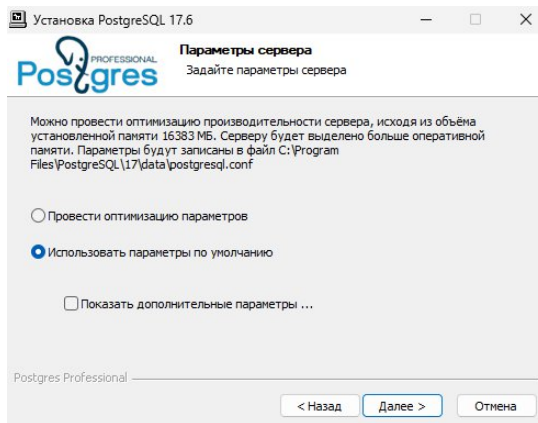 Установка PostgreSQL 17.6
PROFESSIONAL
Postgres
Параметры сервера
Задайте параметры сервера
Можно провести оптимизацию производительности сервера, исходя из объёма
установленной памяти 16383 МБ. Серверу будет выделено больше оперативной
памяти. Параметры будут записаны в файл C:\Program
Files\PostgreSQL\17\data\postgresql.conf
Провести оптимизацию параметров
Использовать параметры по умолчанию
Показать дополнительные параметры ...
Postgres Professional
< Назад
Далее >
Отмена